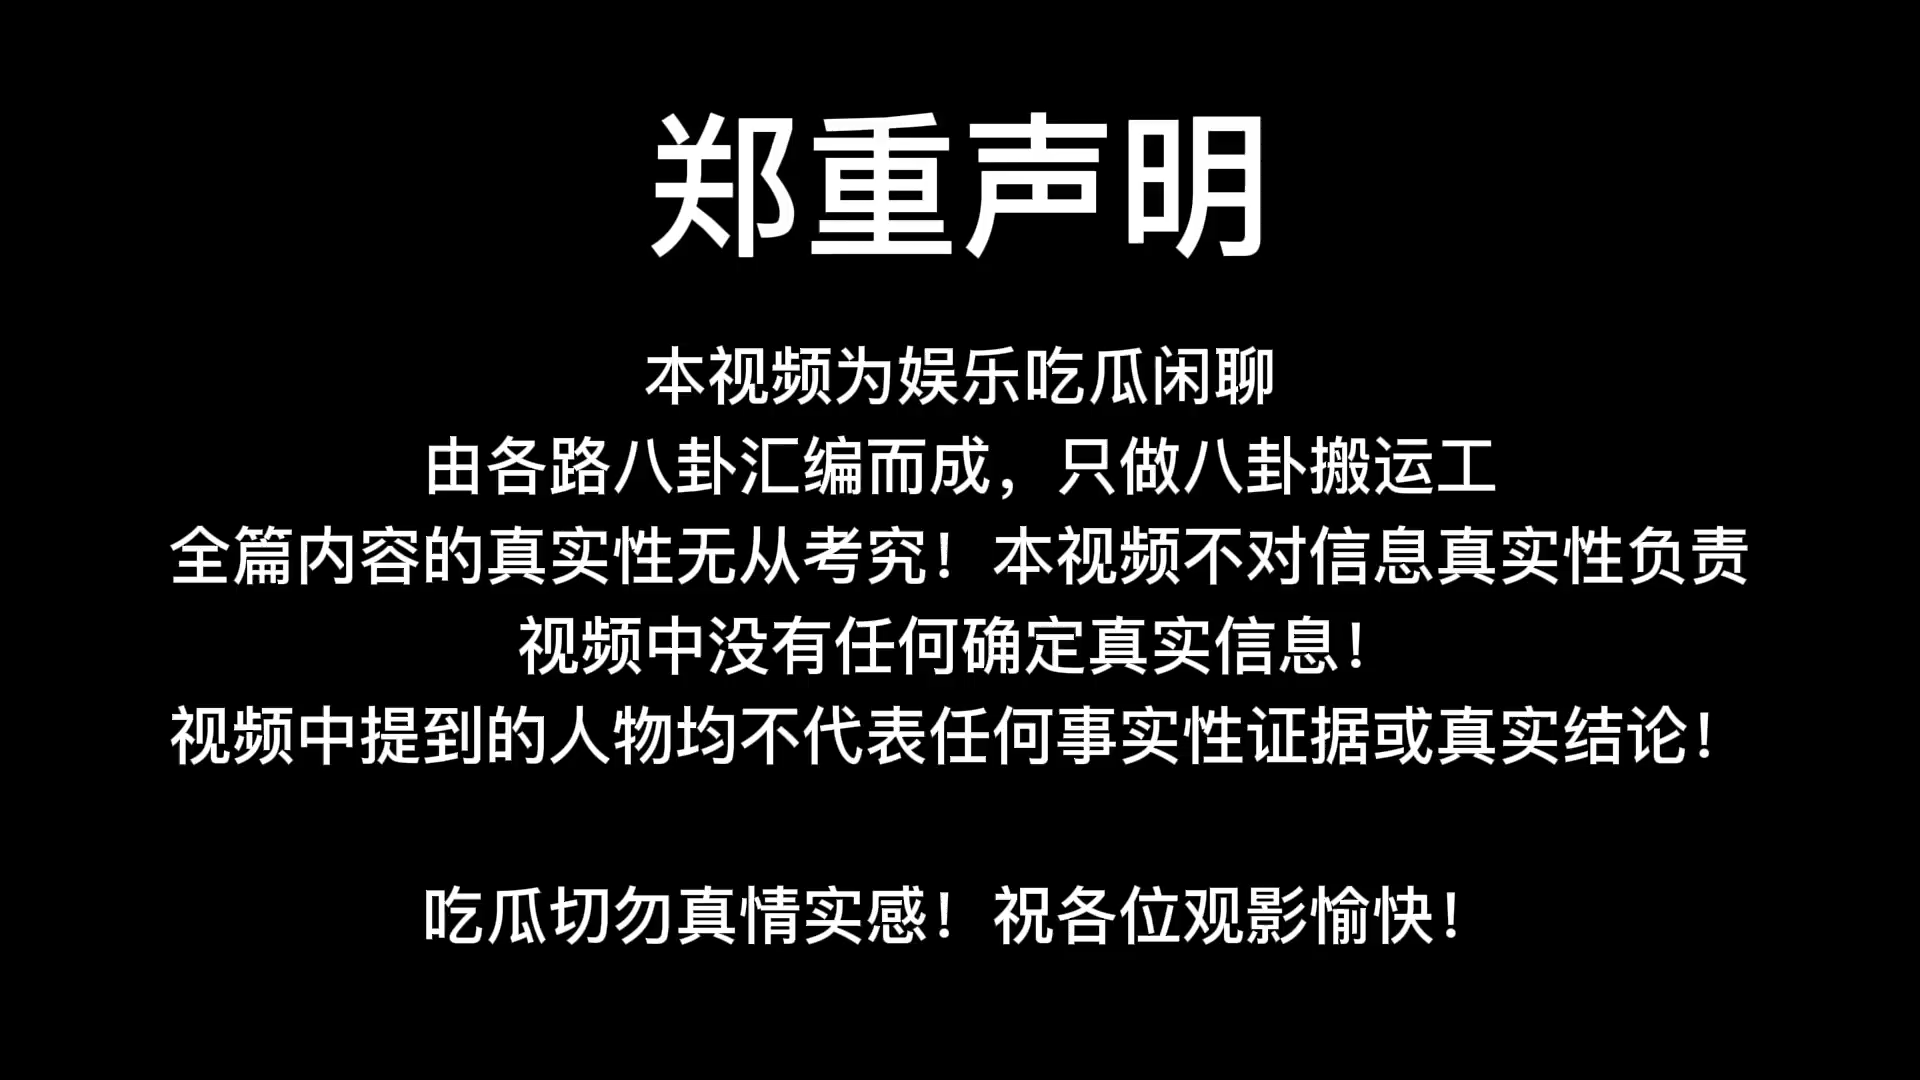 郑重声明
本视频为娱乐吃瓜闲聊
由各路八卦汇编而成，只做八卦搬运工
全篇内容的真实性无从考究！本视频不对信息真实性负责
视频中没有任何确定真实信息！
视频中提到的人物均不代表任何事实性证据或真实结论！
吃瓜切勿真情实感！祝各位观影愉快！